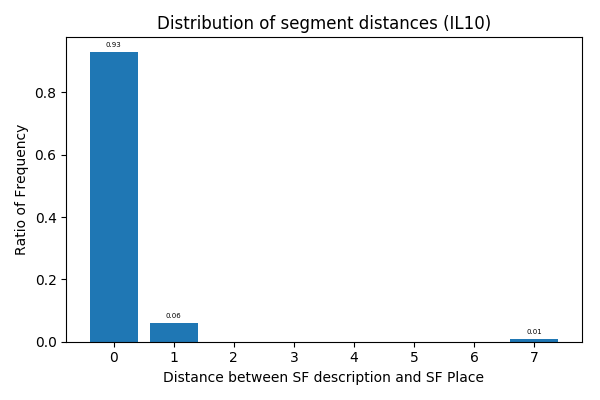 Distribution of segment distances (IL10)
Ratio of Frequency
0.8
0.6
0.4
0.2
0.0
0.93
0.06
0.01
0 1 2 3 4 5 6 7
Distance between SF description and SF Place